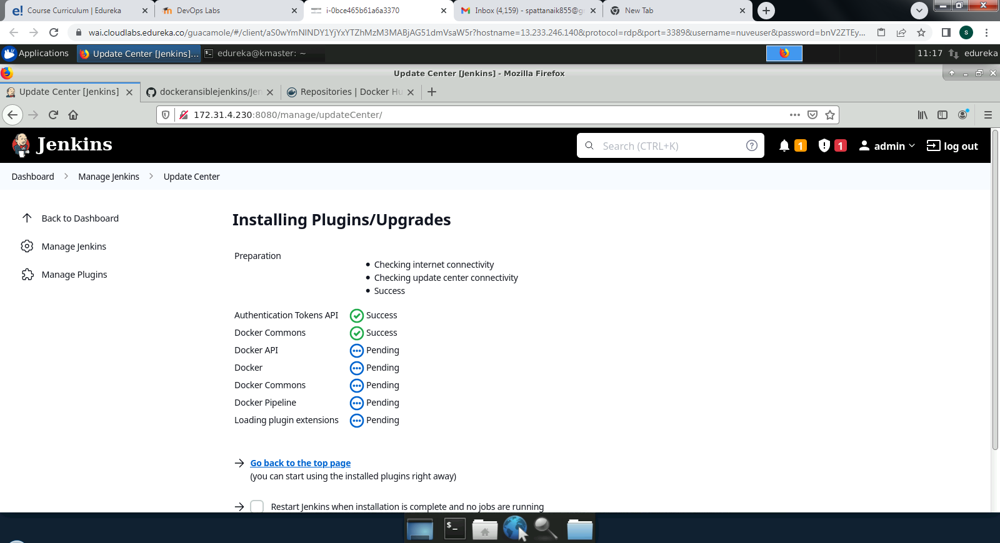 Course Curriculum | Edureka
DevOps Labs
i-0bce465b61a6a3370
Inbox (4,159) - spattanaik855@g
New Tab
wai.cloudlabs.edureka.co/guacamole/#/client/aS0wYmNlNDY1YjYxYTZhMzM3MABjAG51dmVsaW5r?hostname=13.233.246.140&protocol=rdp&port=3389&username=nuveuser&password=bnV2ZTEy...
s
Applications
Update Center [Jenkins]...
edureka@kmaster: ~
11:17
edureka
Update Center [Jenkins] - Mozilla Firefox
Update Center [Jenkins]
dockeransiblejenkins/Jen
Repositories | Docker Hu
172.31.4.230:8080/manage/updateCenter/
Jenkins
Search (CTRL+K)
1
1
admin
log out
Dashboard
Manage Jenkins
Update Center
Back to Dashboard
Manage Jenkins
Manage Plugins
Installing Plugins/Upgrades
Preparation
Checking internet connectivity
Checking update center connectivity
Success
Authentication Tokens API Success
Docker Commons Success
Docker API Pending
Docker Pending
Docker Commons Pending
Docker Pipeline Pending
Loading plugin extensions Pending
Go back to the top page
(you can start using the installed plugins right away)
Restart Jenkins when installation is complete and no jobs are running